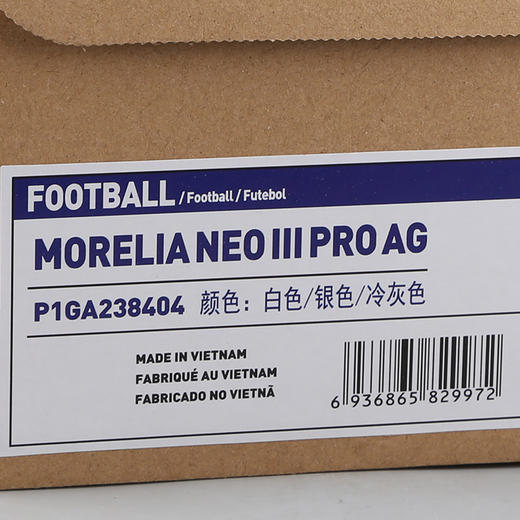 FOOTBALL /Football / Futebol
MORELIA NEO III PRO AG
P1GA238404 颜色：白色/银色/冷灰色
MADE IN VIETNAM
FABRIQUÉ AU VIETNAM
FABRICADO NO VIETNÃ
6 936865 829972